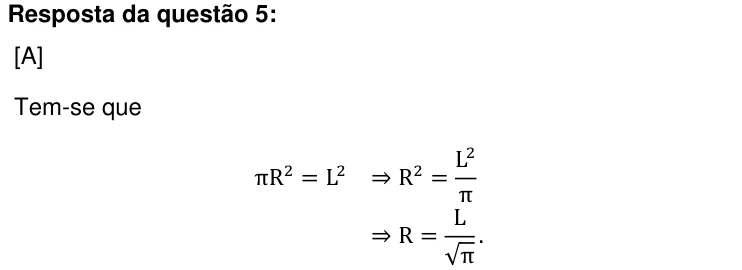 Resposta da questão 5:
[A]
Tem-se que
πR² = L² ⇒ R² = L²/π
⇒ R = L/√π.